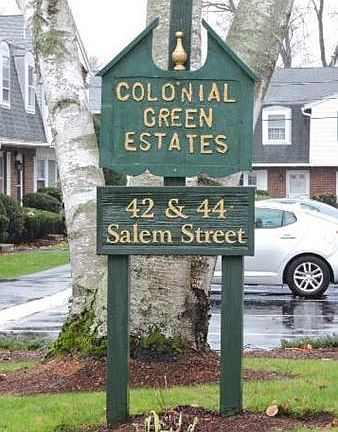 COLONIAL
GREEN
ESTATES
42 & 44
Salem Street